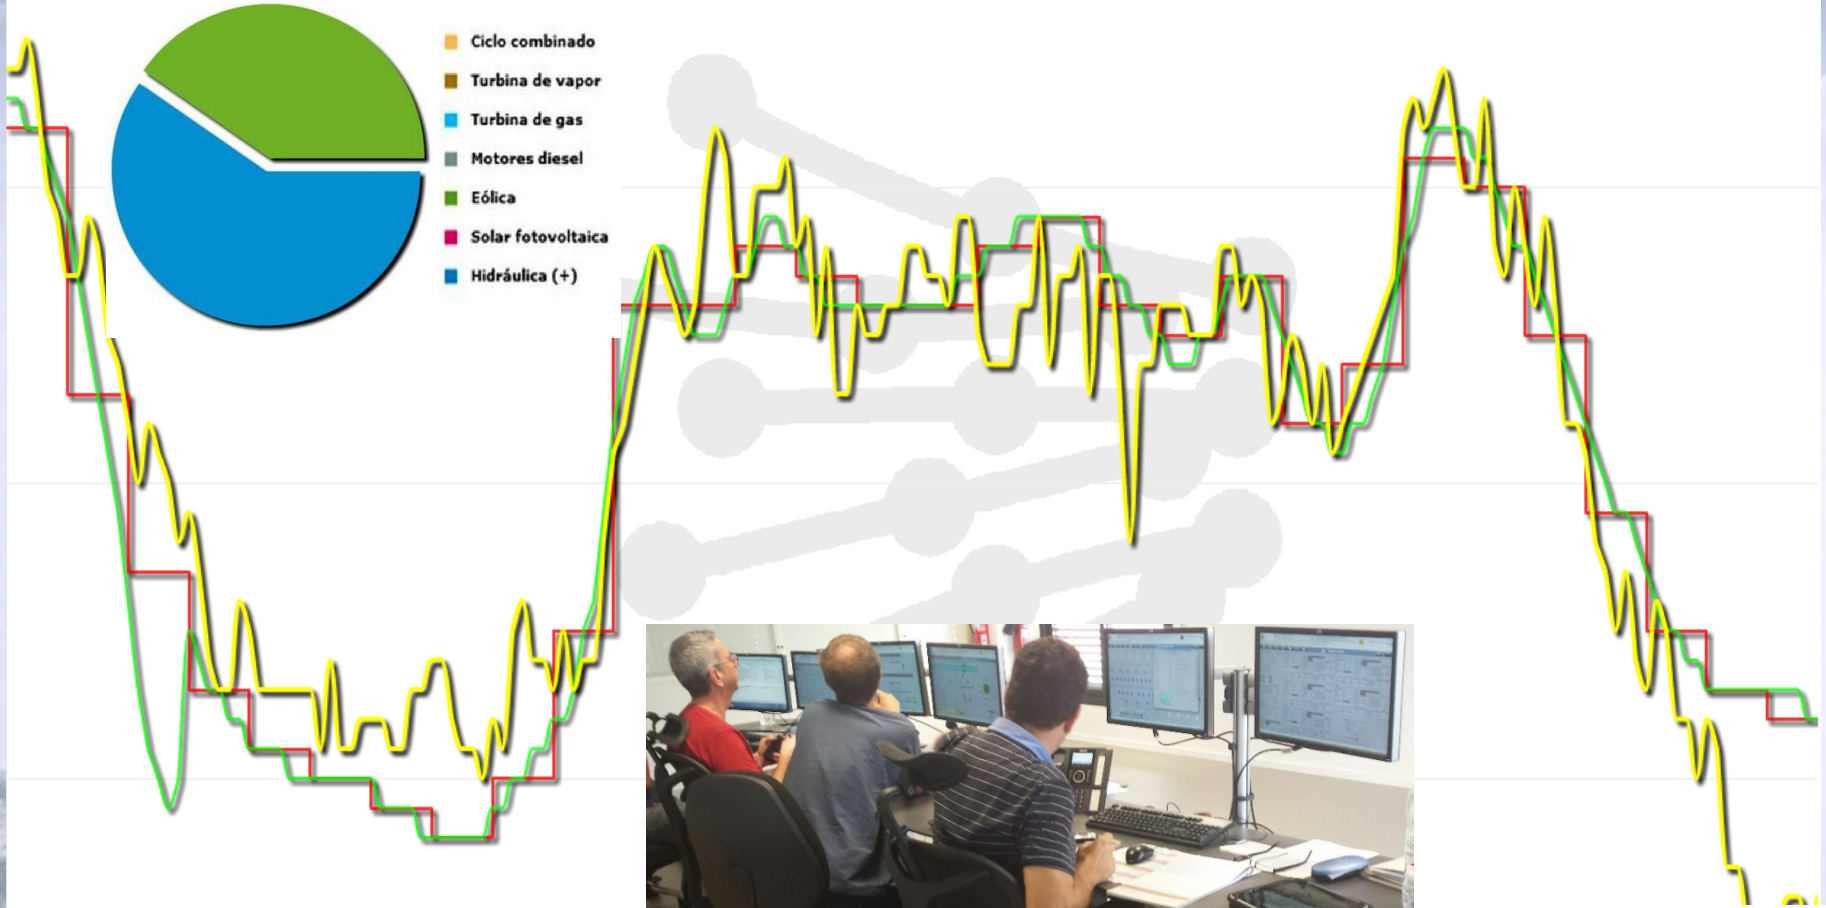 Ciclo combinado
Turbina de vapor
Turbina de gas
Motores diesel
Eólica
Solar fotovoltaica
Hidráulica (+)